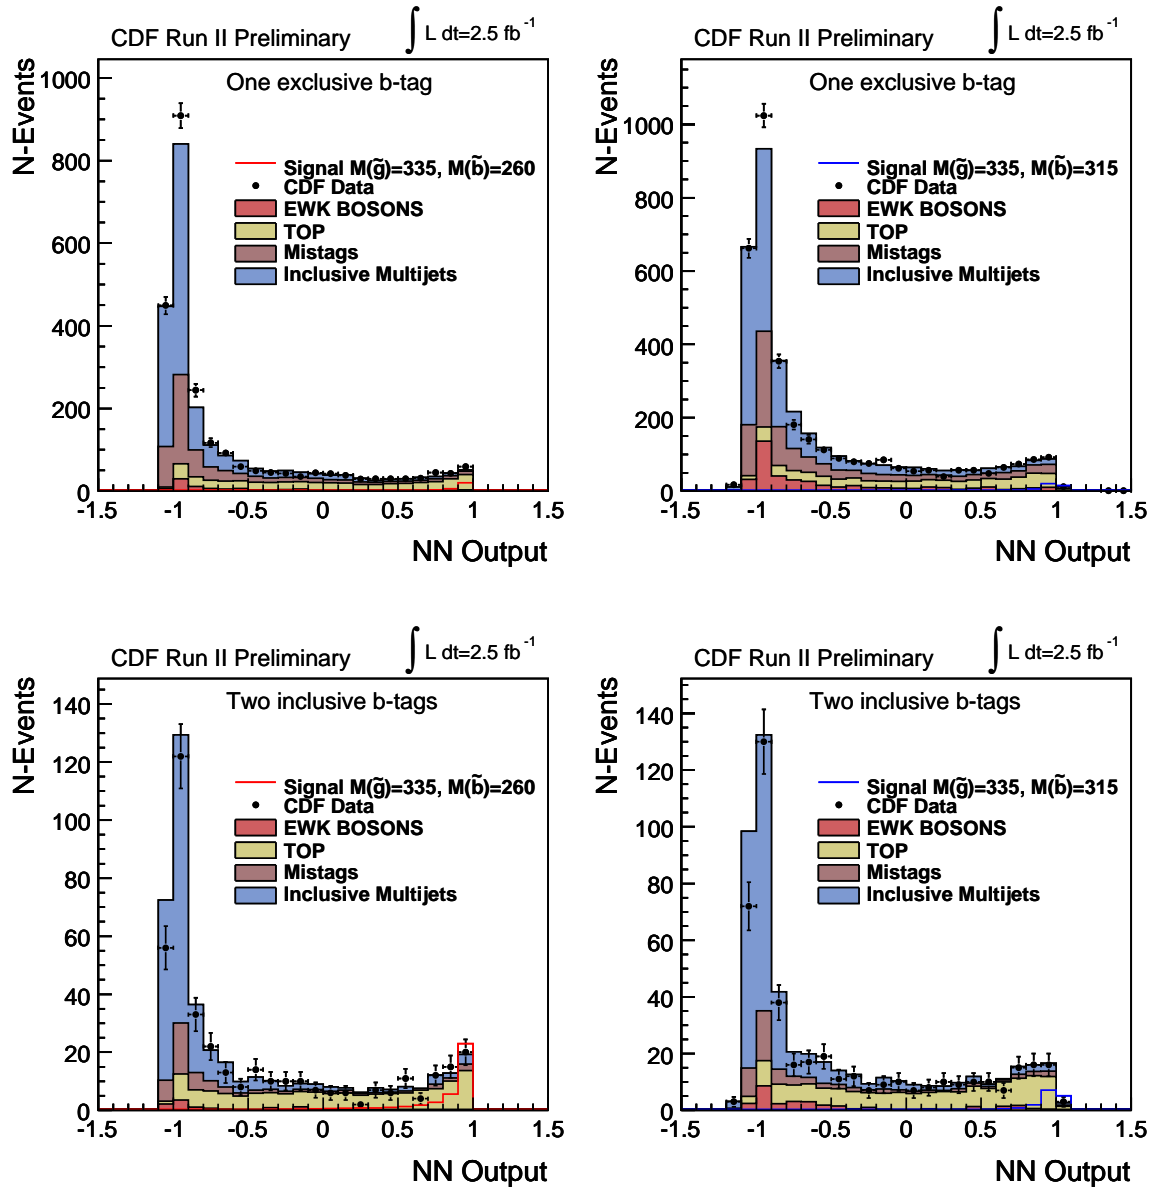 CDF Run II Preliminary
∫ L dt=2.5 fb⁻¹
N-Events
One exclusive b-tag
Signal M(g̃)=335, M(b̃)=260
CDF Data
EWK BOSONS
TOP
Mistags
Inclusive Multijets
1000
800
600
400
200
0
-1.5 -1 -0.5 0 0.5 1 1.5
NN Output
CDF Run II Preliminary
∫ L dt=2.5 fb⁻¹
N-Events
One exclusive b-tag
Signal M(g̃)=335, M(b̃)=315
CDF Data
EWK BOSONS
TOP
Mistags
Inclusive Multijets
1000
800
600
400
200
0
-1.5 -1 -0.5 0 0.5 1 1.5
NN Output
CDF Run II Preliminary
∫ L dt=2.5 fb⁻¹
N-Events
Two inclusive b-tags
Signal M(g̃)=335, M(b̃)=260
CDF Data
EWK BOSONS
TOP
Mistags
Inclusive Multijets
140
120
100
80
60
40
20
0
-1.5 -1 -0.5 0 0.5 1 1.5
NN Output
CDF Run II Preliminary
∫ L dt=2.5 fb⁻¹
N-Events
Two inclusive b-tags
Signal M(g̃)=335, M(b̃)=315
CDF Data
EWK BOSONS
TOP
Mistags
Inclusive Multijets
140
120
100
80
60
40
20
0
-1.5 -1 -0.5 0 0.5 1 1.5
NN Output